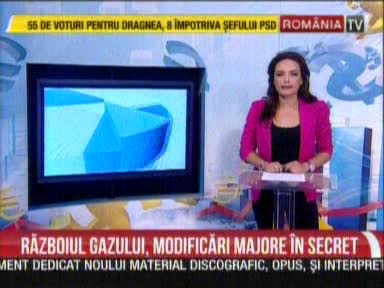 55 DE VOTURI PENTRU DRAGNEA, 8 ÎMPOTRIVA ȘEFULUI PSD
ROMÂNIA TV
RĂZBOIUL GAZULUI, MODIFICĂRI MAJORE ÎN SECRET
MENT DEDICAT NOULUI MATERIAL DISCOGRAFIC, OPUS, ȘI INTERPRET